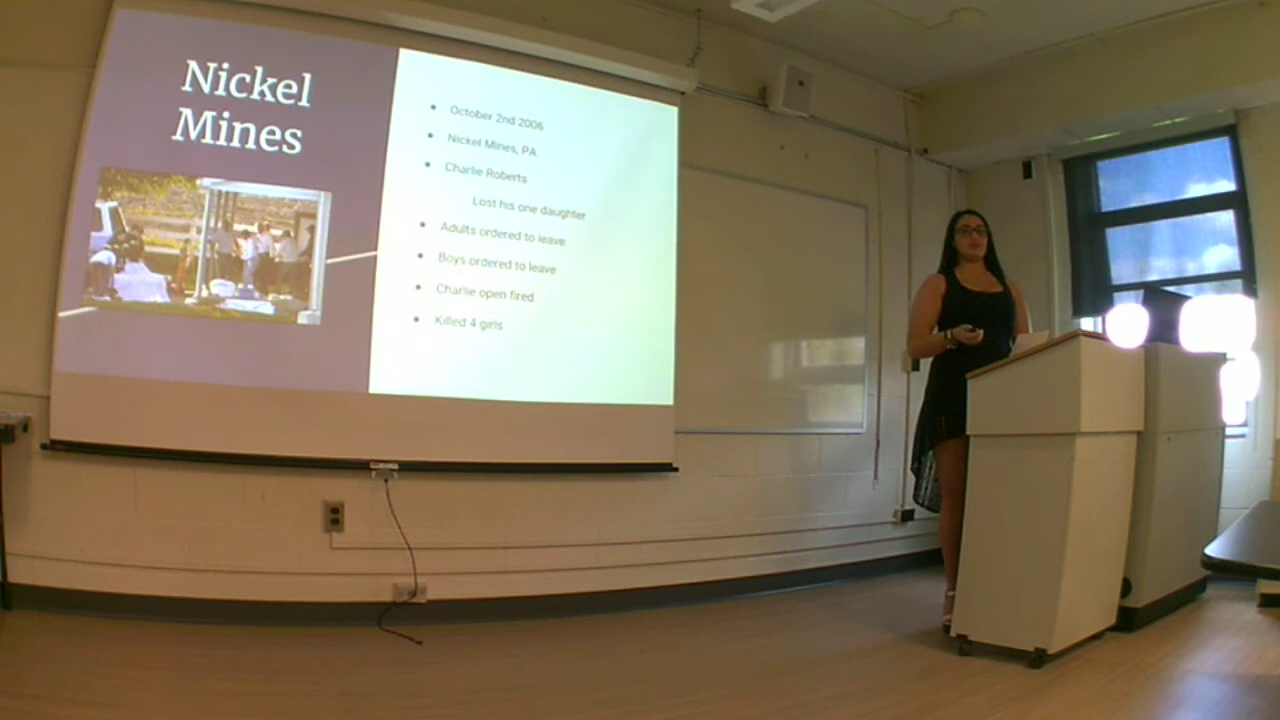 Nickel
Mines
October 2nd 2006
Nickel Mines, PA
Charlie Roberts
Lost his one daughter
Adults ordered to leave
Boys ordered to leave
Charlie open fired
Killed 4 girls